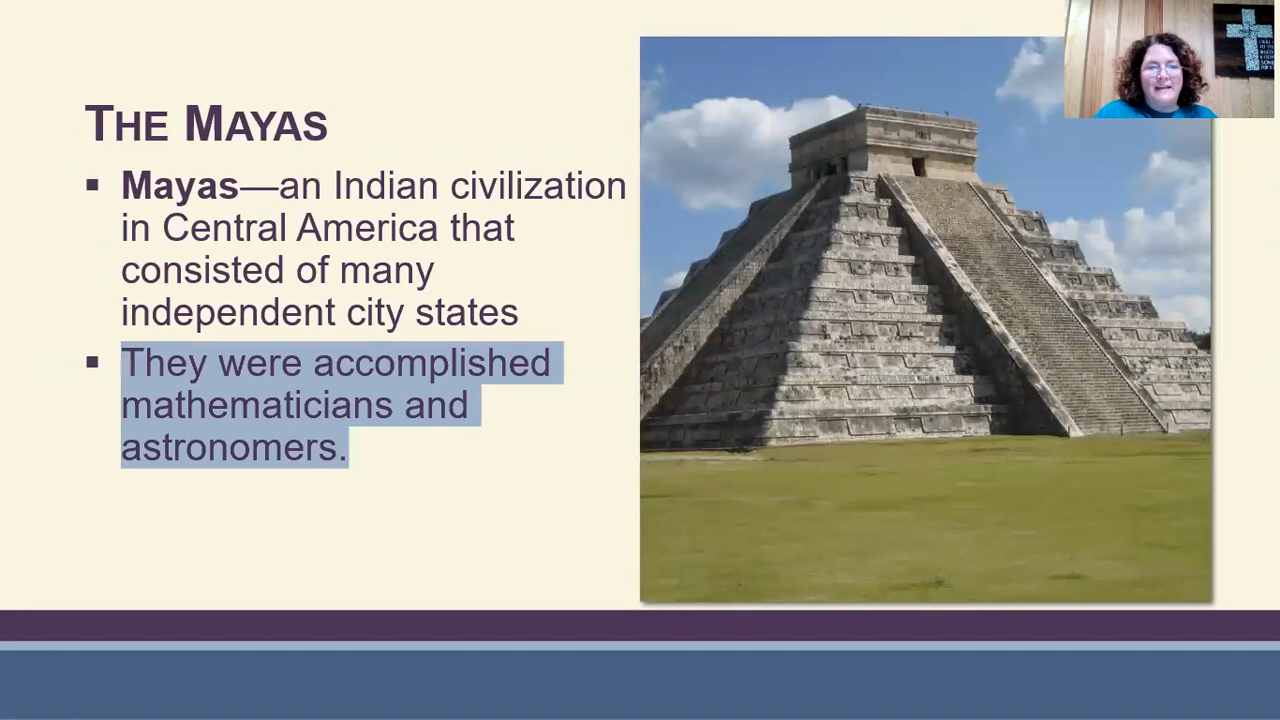 THE MAYAS
▪ Mayas—an Indian civilization
in Central America that
consisted of many
independent city states
▪ They were accomplished
mathematicians and
astronomers.
I WILL